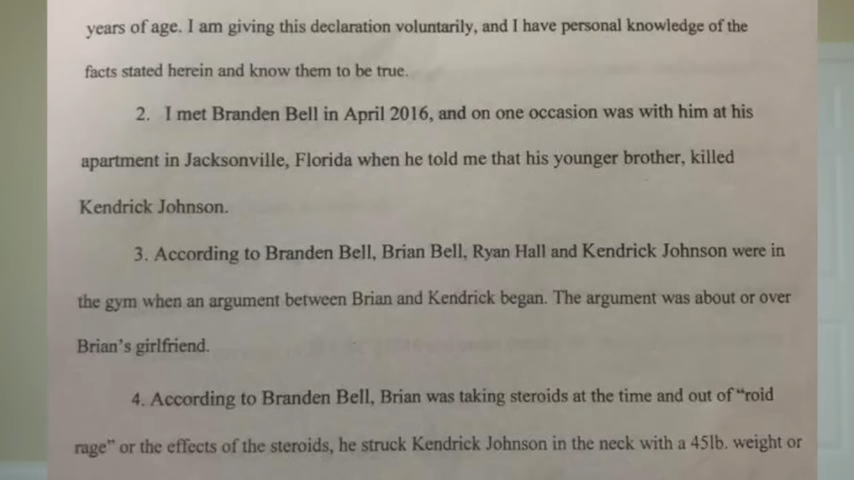 years of age. I am giving this declaration voluntarily, and I have personal knowledge of the
facts stated herein and know them to be true.
2. I met Branden Bell in April 2016, and on one occasion was with him at his
apartment in Jacksonville, Florida when he told me that his younger brother, killed
Kendrick Johnson.
3. According to Branden Bell, Brian Bell, Ryan Hall and Kendrick Johnson were in
the gym when an argument between Brian and Kendrick began. The argument was about or over
Brian's girlfriend.
4. According to Branden Bell, Brian was taking steroids at the time and out of “roid
rage” or the effects of the steroids, he struck Kendrick Johnson in the neck with a 45lb. weight or